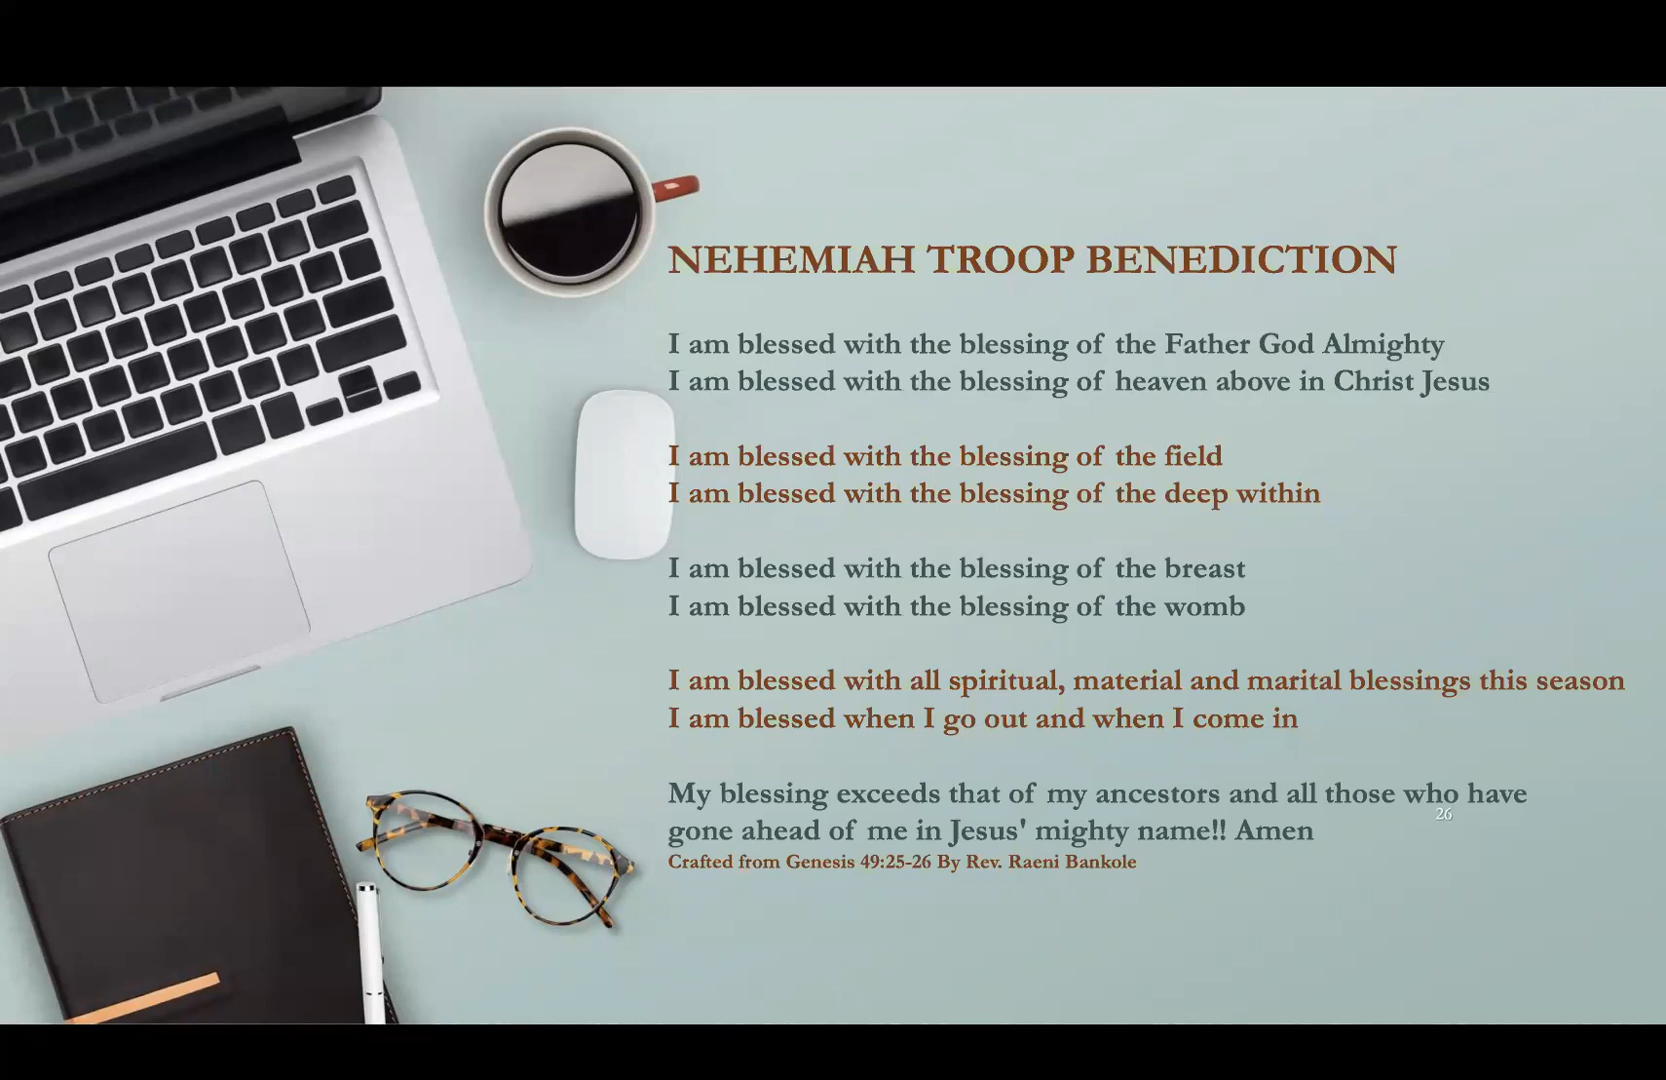 NEHEMIAH TROOP BENEDICTION
I am blessed with the blessing of the Father God Almighty
I am blessed with the blessing of heaven above in Christ Jesus
I am blessed with the blessing of the field
I am blessed with the blessing of the deep within
I am blessed with the blessing of the breast
I am blessed with the blessing of the womb
I am blessed with all spiritual, material and marital blessings this season
I am blessed when I go out and when I come in
My blessing exceeds that of my ancestors and all those who have
26
gone ahead of me in Jesus' mighty name!! Amen
Crafted from Genesis 49:25-26 By Rev. Raeni Bankole